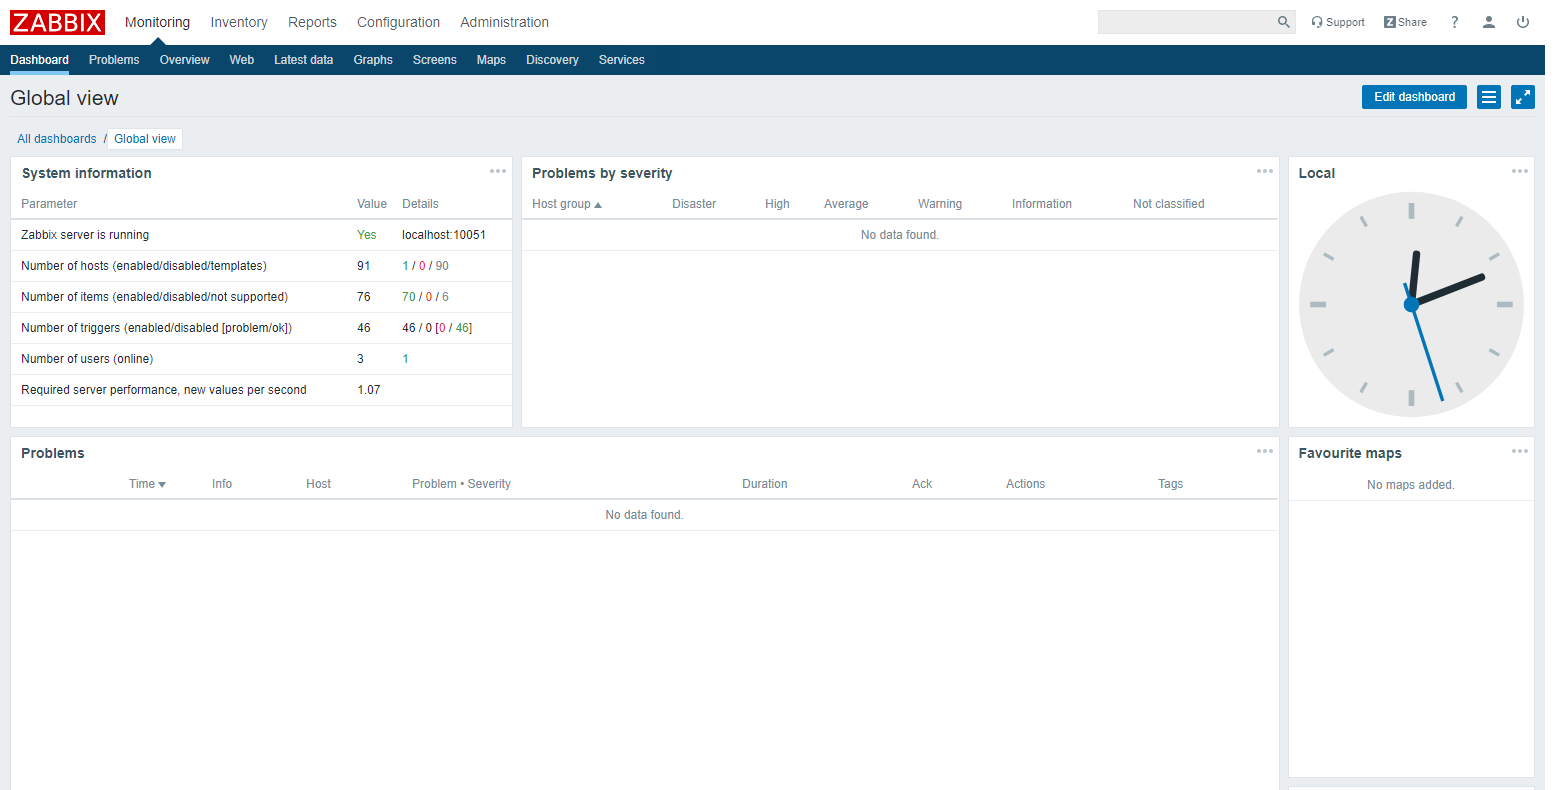 ZABBIX Monitoring Inventory Reports Configuration Administration Support Z Share ?
Dashboard Problems Overview Web Latest data Graphs Screens Maps Discovery Services
Global view Edit dashboard
All dashboards / Global view
System information
Parameter Value Details
Zabbix server is running Yes localhost:10051
Number of hosts (enabled/disabled/templates) 91 1 / 0 / 90
Number of items (enabled/disabled/not supported) 76 70 / 0 / 6
Number of triggers (enabled/disabled [problem/ok]) 46 46 / 0 [0 / 46]
Number of users (online) 3 1
Required server performance, new values per second 1.07
Problems by severity
Host group Disaster High Average Warning Information Not classified
No data found.
Local
Problems
Time Info Host Problem • Severity Duration Ack Actions Tags
No data found.
Favourite maps
No maps added.